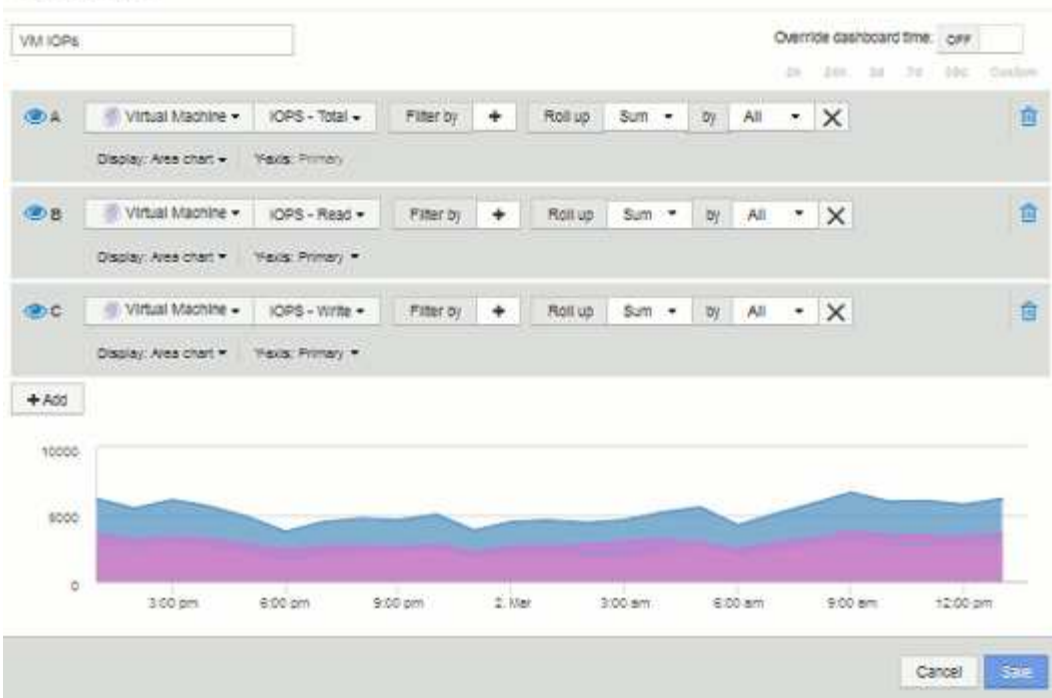 VM IOPs
Override dashboard time: OFF
3d 7d Custom
A Virtual Machine IOPS - Total Filter by + Roll up Sum by All X
Display: Area chart Y-axis: Primary
B Virtual Machine IOPS - Read Filter by + Roll up Sum by All X
Display: Area chart Y-axis: Primary
C Virtual Machine IOPS - Write Filter by + Roll up Sum by All X
Display: Area chart Y-axis: Primary
+ Add
10000
5000
0
3:00 pm 6:00 pm 9:00 pm 2. Mar 3:00 am 6:00 am 9:00 am 12:00 pm
Cancel Save